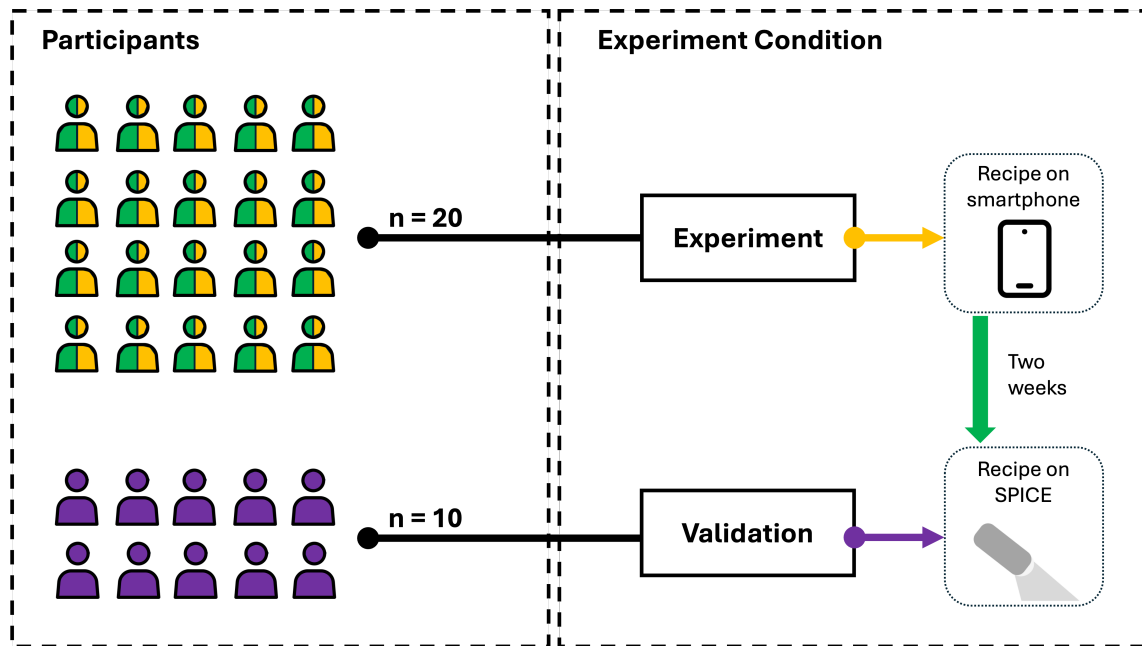 Participants
n = 20
n = 10
Experiment Condition
Experiment
Recipe on
smartphone
Two
weeks
Validation
Recipe on
SPICE